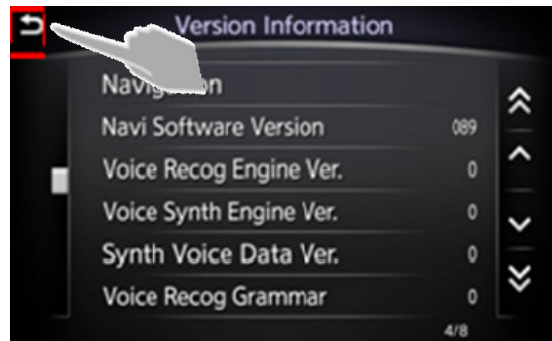 Version Information
Navigation
Navi Software Version 089
Voice Recog Engine Ver. 0
Voice Synth Engine Ver. 0
Synth Voice Data Ver. 0
Voice Recog Grammar 0
4/8